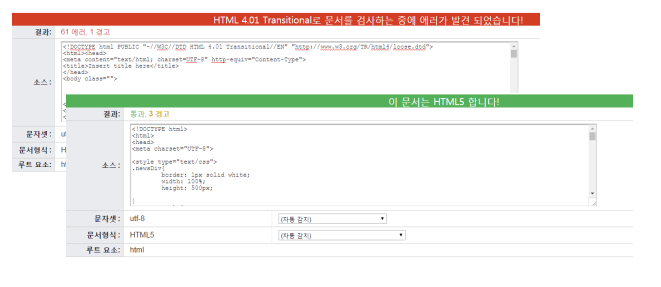 HTML 4.01 Transitional로 문서를 검사하는 중에 에러가 발견 되었습니다!
결과: 61 에러, 1 경고
소스:
<!DOCTYPE html PUBLIC "-//W3C//DTD HTML 4.01 Transitional//EN" "http://www.w3.org/TR/html4/loose.dtd">
<html><head>
<meta content="text/html; charset=UTF-8" http-equiv="Content-Type">
<title>Insert title here</title>
</head>
<body class="">
문자셋:
문서형식:
루트 요소:
이 문서는 HTML5 합니다!
결과: 통과, 3 경고
소스:
<!DOCTYPE html>
<html>
<head>
<meta charset="UTF-8">
<style type="text/css">
.newsDiv{
border: 1px solid white;
width: 100%;
height: 500px;
}
문자셋: utf-8 (자동 감지)
문서형식: HTML5 (자동 감지)
루트 요소: html